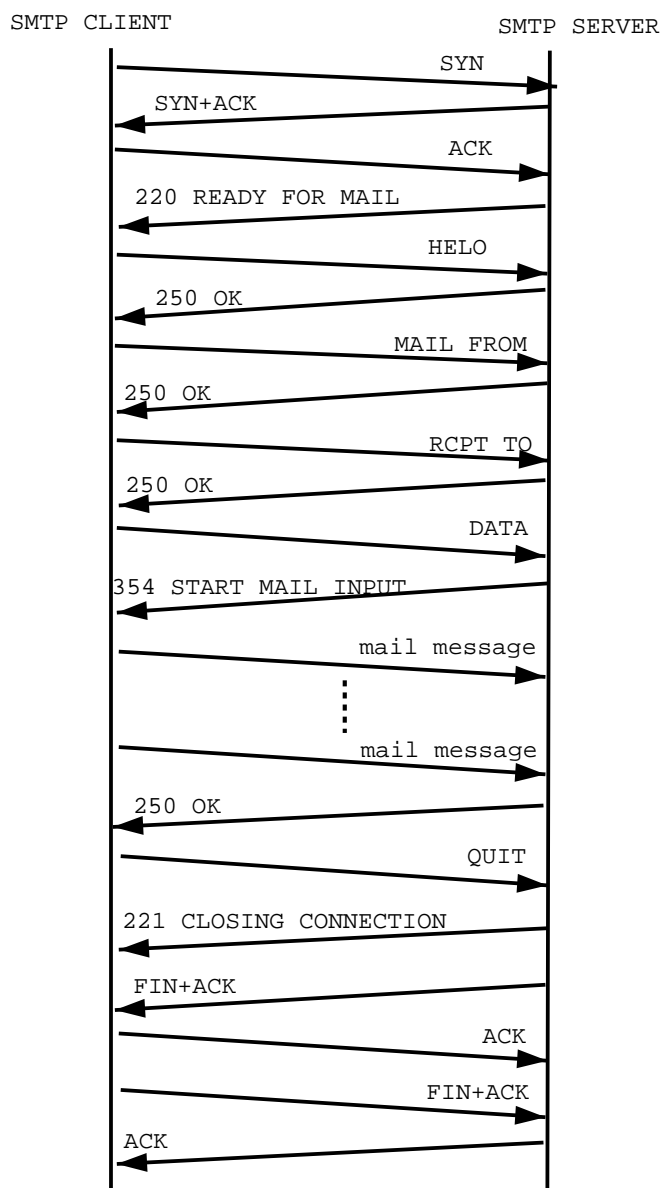 SMTP CLIENT
SMTP SERVER
SYN
SYN+ACK
ACK
220 READY FOR MAIL
HELO
250 OK
MAIL FROM
250 OK
RCPT TO
250 OK
DATA
354 START MAIL INPUT
mail message
mail message
250 OK
QUIT
221 CLOSING CONNECTION
FIN+ACK
ACK
FIN+ACK
ACK